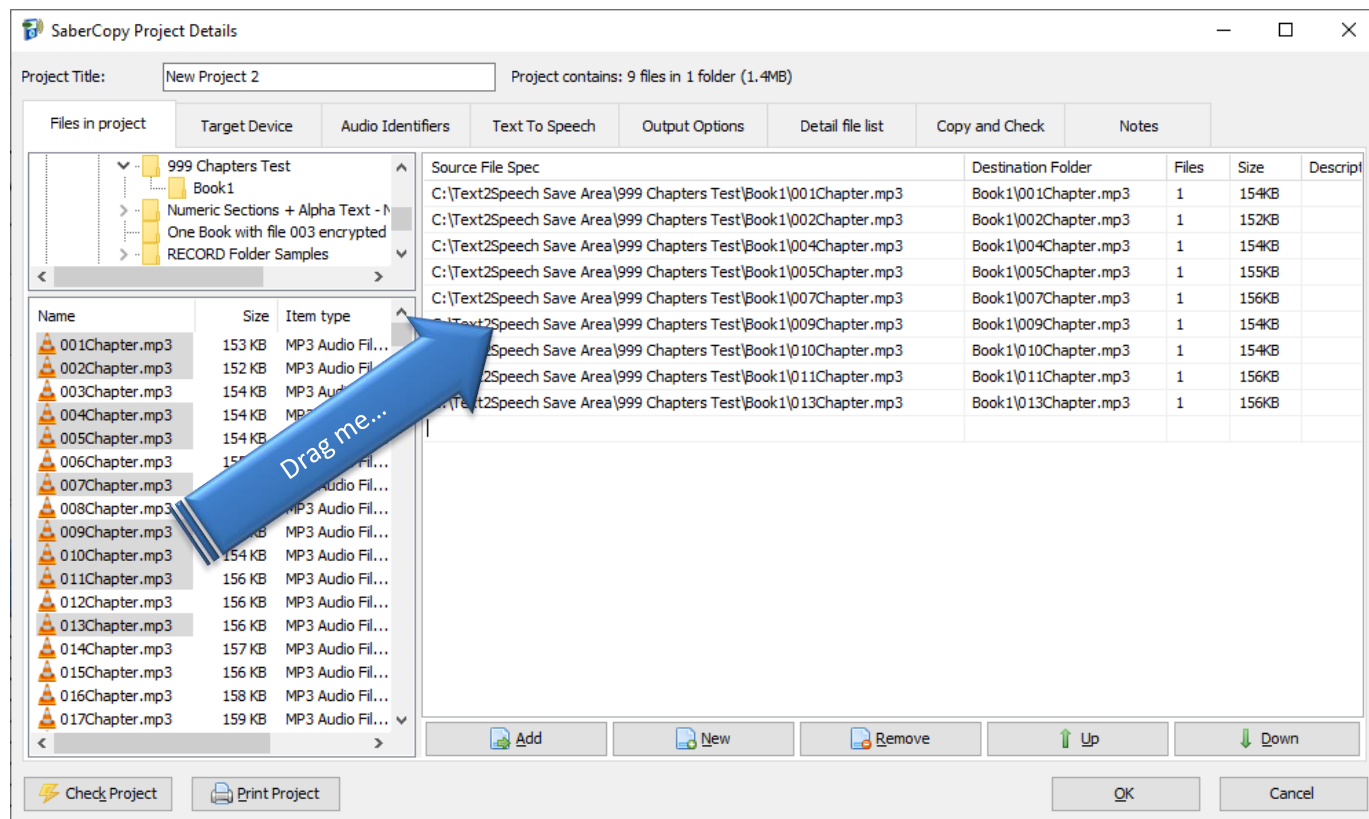 SaberCopy Project Details
Project Title: New Project 2 Project contains: 9 files in 1 folder (1.4MB)
Files in project Target Device Audio Identifiers Text To Speech Output Options Detail file list Copy and Check Notes
999 Chapters Test
Book1
Numeric Sections + Alpha Text - N
One Book with file 003 encrypted
RECORD Folder Samples
Name Size Item type
001Chapter.mp3 153 KB MP3 Audio Fil...
002Chapter.mp3 152 KB MP3 Audio Fil...
003Chapter.mp3 154 KB MP3
004Chapter.mp3 154 KB
005Chapter.mp3 154 KB
006Chapter.mp3 Fil...
007Chapter.mp3 Audio Fil...
008Chapter.mp3 MP3 Audio Fil...
009Chapter.mp3 KB MP3 Audio Fil...
010Chapter.mp3 154 KB MP3 Audio Fil...
011Chapter.mp3 156 KB MP3 Audio Fil...
012Chapter.mp3 156 KB MP3 Audio Fil...
013Chapter.mp3 156 KB MP3 Audio Fil...
014Chapter.mp3 157 KB MP3 Audio Fil...
015Chapter.mp3 156 KB MP3 Audio Fil...
016Chapter.mp3 158 KB MP3 Audio Fil...
017Chapter.mp3 159 KB MP3 Audio Fil...
Drag me...
Source File Spec Destination Folder Files Size Descript
C:\Text2Speech Save Area\999 Chapters Test\Book1\001Chapter.mp3 Book1\001Chapter.mp3 1 154KB
C:\Text2Speech Save Area\999 Chapters Test\Book1\002Chapter.mp3 Book1\002Chapter.mp3 1 152KB
C:\Text2Speech Save Area\999 Chapters Test\Book1\004Chapter.mp3 Book1\004Chapter.mp3 1 154KB
C:\Text2Speech Save Area\999 Chapters Test\Book1\005Chapter.mp3 Book1\005Chapter.mp3 1 155KB
C:\Text2Speech Save Area\999 Chapters Test\Book1\007Chapter.mp3 Book1\007Chapter.mp3 1 156KB
Text2Speech Save Area\999 Chapters Test\Book1\009Chapter.mp3 Book1\009Chapter.mp3 1 154KB
2Speech Save Area\999 Chapters Test\Book1\010Chapter.mp3 Book1\010Chapter.mp3 1 154KB
2Speech Save Area\999 Chapters Test\Book1\011Chapter.mp3 Book1\011Chapter.mp3 1 156KB
t2Speech Save Area\999 Chapters Test\Book1\013Chapter.mp3 Book1\013Chapter.mp3 1 156KB
Add New Remove Up Down
Check Project Print Project OK Cancel